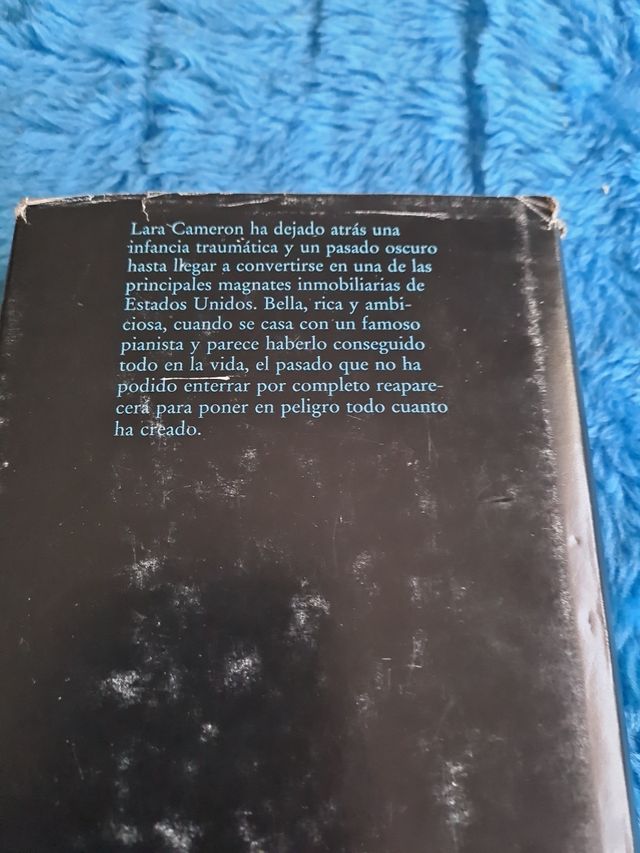 Lara Cameron ha dejado atrás una
infancia traumática y un pasado oscuro
hasta llegar a convertirse en una de las
principales magnates inmobiliarias de
Estados Unidos. Bella, rica y ambi-
ciosa, cuando se casa con un famoso
pianista y parece haberlo conseguido
todo en la vida, el pasado que no ha
podido enterrar por completo reapare-
cerá para poner en peligro todo cuanto
ha creado.